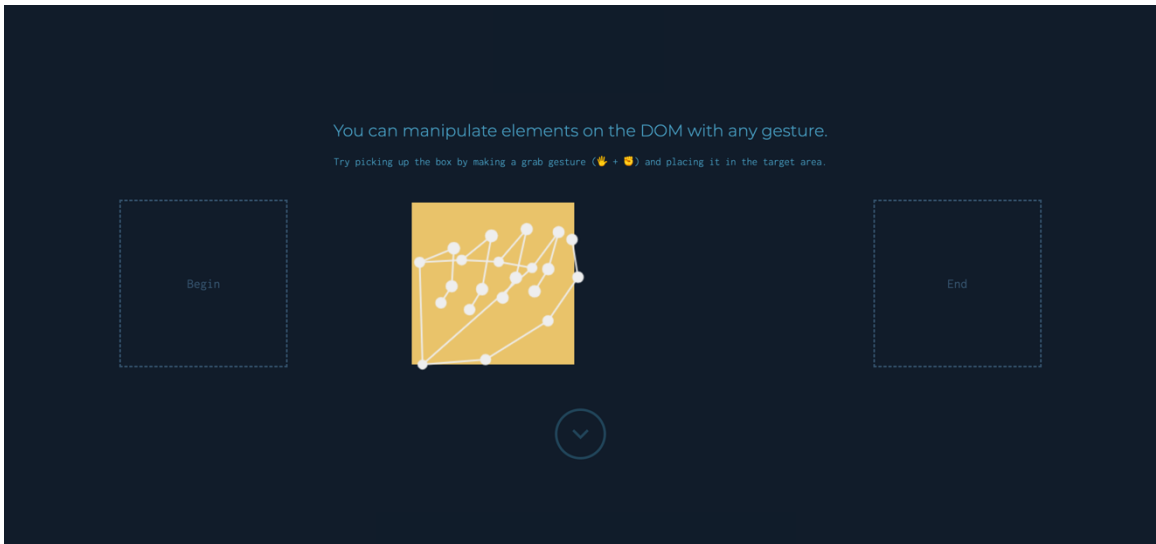 You can manipulate elements on the DOM with any gesture.
Try picking up the box by making a grab gesture (🖐 + ✊) and placing it in the target area.
Begin
End